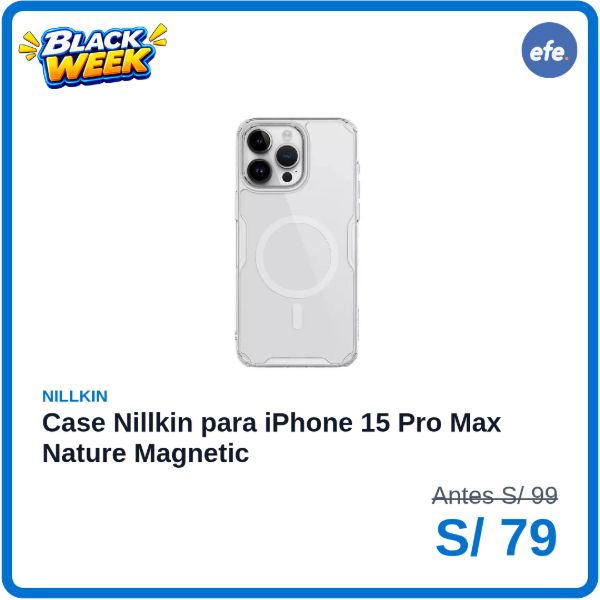 BLACK
WEEK
efe.
NILLKIN
Case Nillkin para iPhone 15 Pro Max
Nature Magnetic
Antes S/ 99
S/ 79